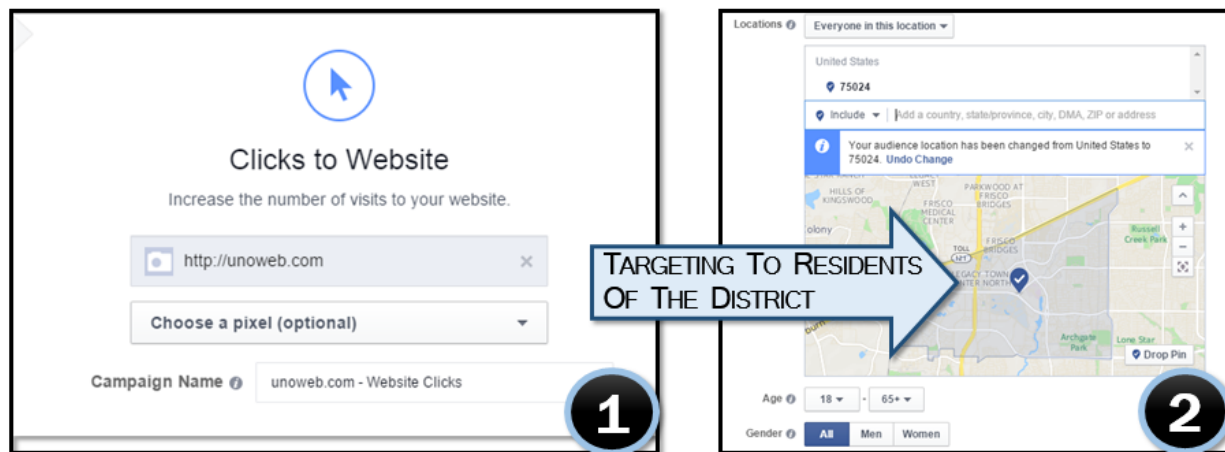 Clicks to Website
Increase the number of visits to your website.
http://unoweb.com
Choose a pixel (optional)
Campaign Name
unoweb.com - Website Clicks
1
TARGETING TO RESIDENTS
OF THE DISTRICT
Locations
Everyone in this location
United States
75024
Include
Add a country, state/province, city, DMA, ZIP or address
Your audience location has been changed from United States to
75024. Undo Change
HILLS OF
KINGSWOOD
WEST
PARKWOOD AT
FRISCO
BRIDGES
FRISCO
MEDICAL
CENTER
olony
TOLL
121
FRISCO
BRIDGES
Russell
Creek Park
LEGACY TOWN
CENTER NORTH
Archgate
Park
Lone Star
Drop Pin
Age
18 - 65+
Gender
All Men Women
2